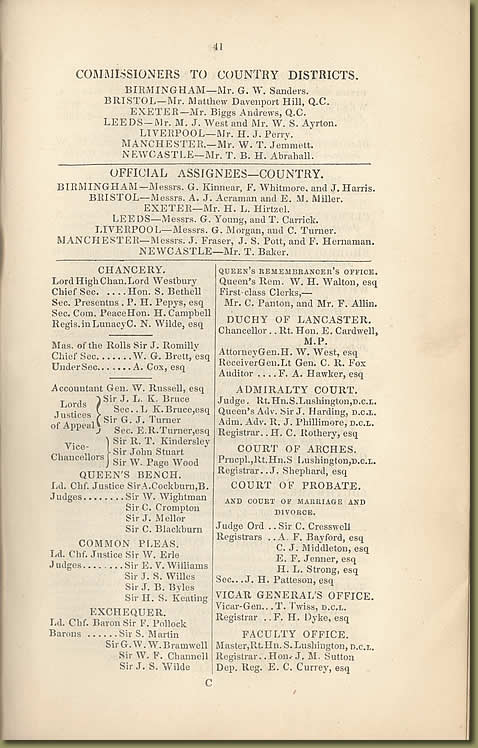 41
COMMISSIONERS TO COUNTRY DISTRICTS.
BIRMINGHAM—Mr. G. W. Sanders.
BRISTOL—Mr. Matthew Davenport Hill, Q.C.
EXETER—Mr. Biggs Andrews, Q.C.
LEEDS—Mr. M. J. West and Mr. W. S. Ayrton.
LIVERPOOL—Mr. H. J. Perry.
MANCHESTER.—Mr. W. T. Jemmett.
NEWCASTLE—Mr. T. B. H. Abrahall.
OFFICIAL ASSIGNEES—COUNTRY.
BIRMINGHAM—Messrs. G. Kinnear, F. Whitmore, and J. Harris.
BRISTOL—Messrs. A. J. Acraman and E. M. Miller.
EXETER—Mr. H. L. Hirtzel.
LEEDS—Messrs. G. Young, and T. Carrick.
LIVERPOOL—Messrs. G. Morgan, and C. Turner.
MANCHESTER—Messrs. J. Fraser, J. S. Pott, and F. Hernaman.
NEWCASTLE—Mr. T. Baker.
CHANCERY.
Lord High Chan. Lord Westbury
Chief Sec. .....Hon. S. Bethell
Sec. Presentns . P. H. Pepys, esq
Sec. Com. Peace Hon. H. Campbell
Regis. in Lunacy C. N. Wilde, esq
Mas. of the Rolls Sir J. Romilly
Chief Sec.......W. G. Brett, esq
Under Sec.......A. Cox, esq
Accountant Gen. W. Russell, esq
Lords Justices of Appeal
Sir J. L. K. Bruce
Sec..L K.Bruce,esq
Sir G. J. Turner
Sec. E.R.Turner,esq
Vice-Chancellors
Sir R. T. Kindersley
Sir John Stuart
Sir W. Page Wood
QUEEN'S BENCH.
Ld. Chf. Justice Sir A.Cockburn,B.
Judges........Sir W. Wightman
Sir C. Crompton
Sir J. Mellor
Sir C. Blackburn
COMMON PLEAS.
Ld. Chf. Justice Sir W. Erle
Judges........Sir E. V. Williams
Sir J. S. Willes
Sir J. B. Byles
Sir H. S. Keating
EXCHEQUER.
Ld. Chf. Baron Sir F. Pollock
Barons ......Sir S. Martin
Sir G. W. W. Bramwell
Sir W. F. Channell
Sir J. S. Wilde
QUEEN'S REMEMBRANCER'S OFFICE.
Queen's Rem. W. H. Walton, esq
First-class Clerks,—
Mr. C. Panton, and Mr. F. Allin.
DUCHY OF LANCASTER.
Chancellor ..Rt. Hon. E. Cardwell,
M.P.
Attorney Gen. H. W. West, esq
Receiver Gen. Lt Gen. C. R. Fox
Auditor ....F. A. Hawker, esq
ADMIRALTY COURT.
Judge. Rt.Hn.S.Lushington,D.C.L.
Queen's Adv. Sir J. Harding, D.C.L.
Adm. Adv. R. J. Phillimore, D.C.L.
Registrar..H. C. Rothery, esq
COURT OF ARCHES.
Prncpl.,Rt.Hn.S Lushington,D.C.L.
Registrar..J. Shephard, esq
COURT OF PROBATE.
AND COURT OF MARRIAGE AND
DIVORCE.
Judge Ord ..Sir C. Cresswell
Registrars ..A. F. Bayford, esq
C. J. Middleton, esq
E. F. Jenner, esq
H. L. Strong, esq
Sec...J. H. Patteson, esq
VICAR GENERAL'S OFFICE.
Vicar-Gen...T. Twiss, D.C.L.
Registrar ..F. H. Dyke, esq
FACULTY OFFICE.
Master,Rt.Hn. S. Lushington, D.C.L.
Registrar..Hon. J. M. Sutton
Dep. Reg. E. C. Currey, esq
C